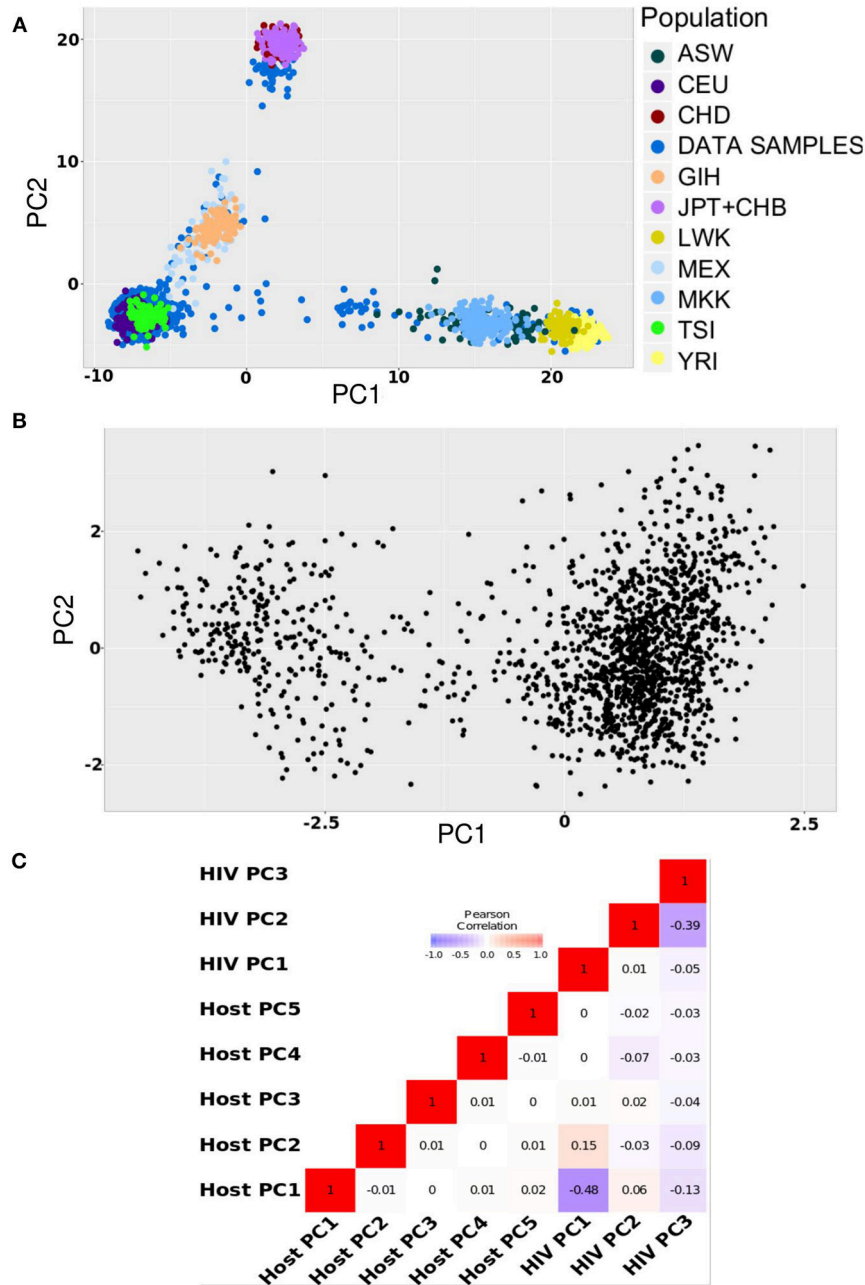 A
Population
ASW
CEU
CHD
DATA SAMPLES
GIH
JPT+CHB
LWK
MEX
MKK
TSI
YRI
PC2
20
10
0
-10 0 10 20
PC1
B
PC2
2
0
-2
-2.5 0 2.5
PC1
C
Pearson
Correlation
-1.0 -0.5 0.0 0.5 1.0
HIV PC3 1
HIV PC2 1 -0.39
HIV PC1 1 0.01 -0.05
Host PC5 1 0 -0.02 -0.03
Host PC4 1 -0.01 0 -0.07 -0.03
Host PC3 1 0.01 0 0.01 0.02 -0.04
Host PC2 1 0.01 0 0.01 0.15 -0.03 -0.09
Host PC1 1 -0.01 0 0.01 0.02 -0.48 0.06 -0.13
Host PC1 Host PC2 Host PC3 Host PC4 Host PC5 HIV PC1 HIV PC2 HIV PC3